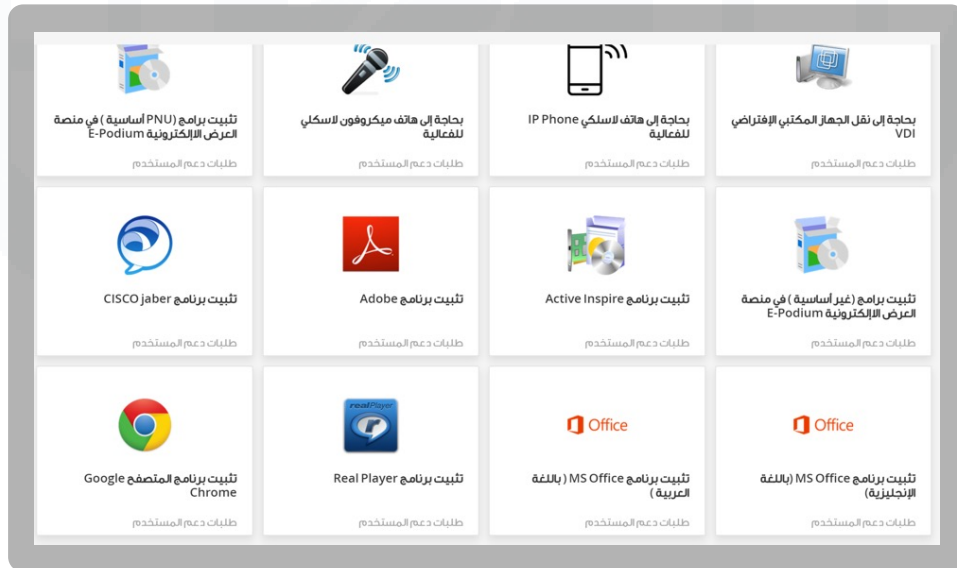 بحاجة إلى نقل الجهاز المكتبي الإفتراضي
VDI
طلبات دعم المستخدم
بحاجة إلى هاتف لاسلكي IP Phone
للفعالية
طلبات دعم المستخدم
بحاجة إلى هاتف ميكروفون لاسكلي
للفعالية
طلبات دعم المستخدم
تثبيت برامج (PNU أساسية ) في منصة
العرض الاإلكترونية E-Podium
طلبات دعم المستخدم
تثبيت برامج (غير أساسية ) في منصة
العرض الاإلكترونية E-Podium
طلبات دعم المستخدم
تثبيت برنامج Active Inspire
طلبات دعم المستخدم
تثبيت برنامج Adobe
طلبات دعم المستخدم
تثبيت برنامج CISCO jaber
طلبات دعم المستخدم
Office
تثبيت برنامج MS Office (باللغة
الإنجليزية)
طلبات دعم المستخدم
Office
تثبيت برنامج MS Office ( باللغة
العربية )
طلبات دعم المستخدم
realPlayer
تثبيت برنامج Real Player
طلبات دعم المستخدم
تثبيت برنامج المتصفح Google
Chrome
طلبات دعم المستخدم